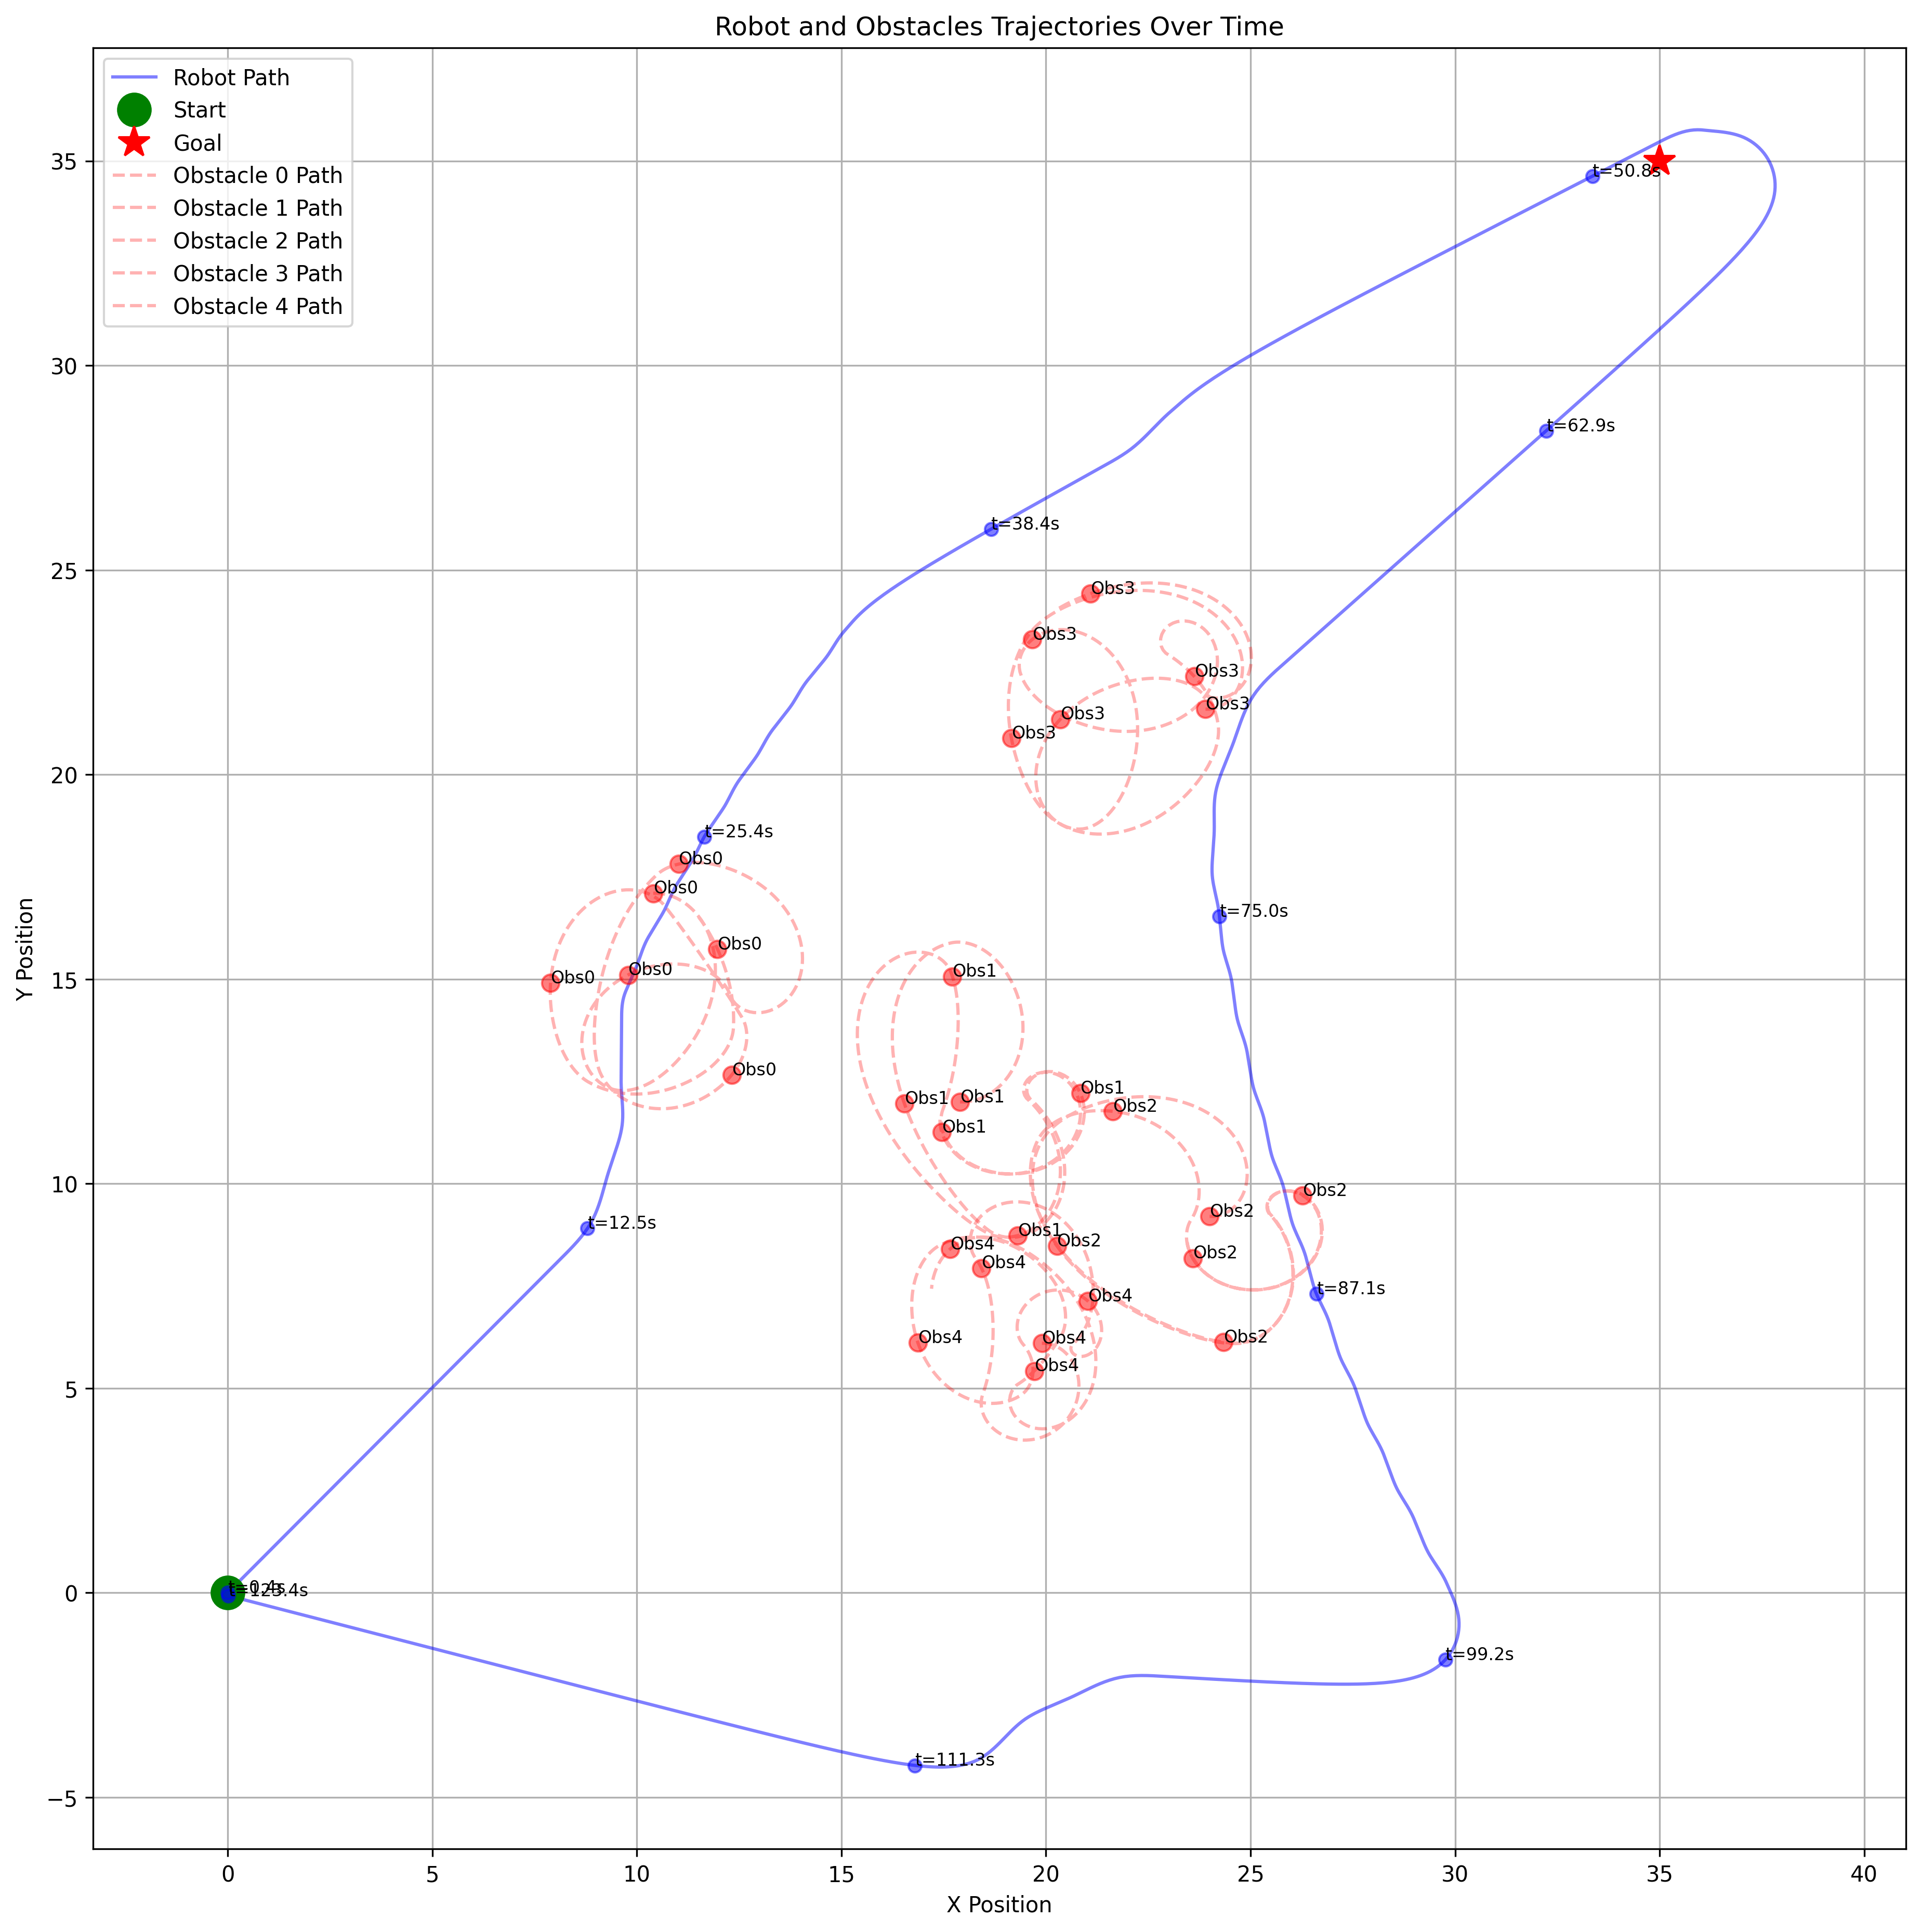 Robot and Obstacles Trajectories Over Time
Robot Path
Start
Goal
Obstacle 0 Path
Obstacle 1 Path
Obstacle 2 Path
Obstacle 3 Path
Obstacle 4 Path
Y Position
35
30
25
20
15
10
5
0
−5
t=50.8s
t=62.9s
t=38.4s
Obs3
Obs3
Obs3
Obs3
Obs3
Obs3
t=25.4s
Obs0
Obs0
Obs0
Obs0
Obs0
Obs0
t=75.0s
Obs1
Obs1
Obs1
Obs1
Obs1
Obs1
Obs2
Obs2
Obs2
Obs2
Obs2
Obs2
t=12.5s
Obs4
Obs4
Obs4
Obs4
Obs4
Obs4
t=87.1s
t=0.4s
t=123.4s
t=99.2s
t=111.3s
0
5
10
15
20
25
30
35
40
X Position